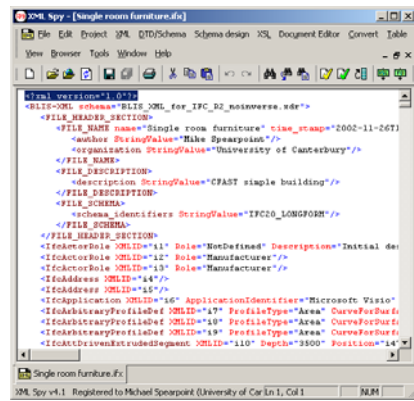 XML Spy - [Single room furniture.ifx]
File Edit Project XML DTD/Schema Schema design XSL Document Editor Convert Table
View Browser Tools Window Help
<?xml version="1.0"?>
<BLIS-XML schema="BLIS_XML_for_IFC_R2_noinverse.xdr">
<FILE_HEADER_SECTION>
<FILE_NAME name="Single room furniture" time_stamp="2002-11-26T1
<author StringValue="Mike Spearpoint"/>
<organization StringValue="University of Canterbury"/>
</FILE_NAME>
<FILE_DESCRIPTION>
<description StringValue="CFAST simple building"/>
</FILE_DESCRIPTION>
<FILE_SCHEMA>
<schema_identifiers StringValue="IFC20_LONGFORM"/>
</FILE_SCHEMA>
</FILE_HEADER_SECTION>
<IfcActorRole XMLID="i1" Role="NotDefined" Description="Initial des
<IfcActorRole XMLID="i2" Role="Manufacturer"/>
<IfcActorRole XMLID="i3" Role="Manufacturer"/>
<IfcAddress XMLID="i4"/>
<IfcAddress XMLID="i5"/>
<IfcApplication XMLID="i6" ApplicationIdentifier="Microsoft Visio"
<IfcArbitraryProfileDef XMLID="i7" ProfileType="Area" CurveForSurfa
<IfcArbitraryProfileDef XMLID="i8" ProfileType="Area" CurveForSurfa
<IfcArbitraryProfileDef XMLID="i9" ProfileType="Area" CurveForSurfa
<IfcAttDrivenExtrudedSegment XMLID="i10" Depth="3500" Position="i4
Single room furniture.ifx
XML Spy v4.1 Registered to Michael Spearpoint (University of Car Ln 1, Col 1 NUM